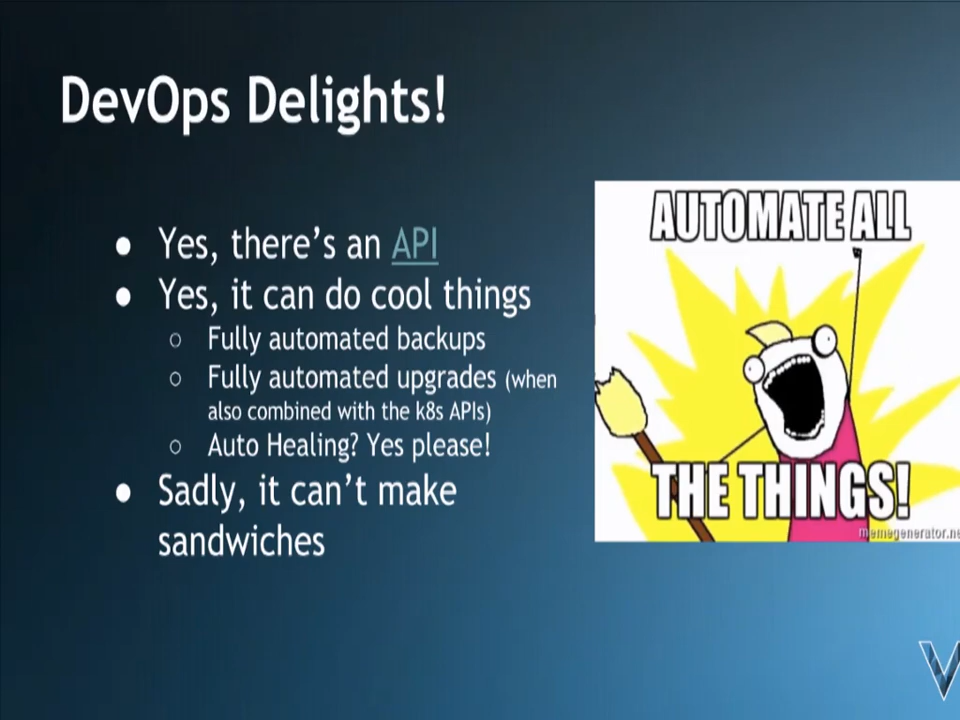 DevOps Delights!
● Yes, there's an API
● Yes, it can do cool things
○ Fully automated backups
○ Fully automated upgrades (when
also combined with the k8s APIs)
○ Auto Healing? Yes please!
● Sadly, it can't make
sandwiches
AUTOMATE ALL
THE THINGS!
memegenerator.ne
V